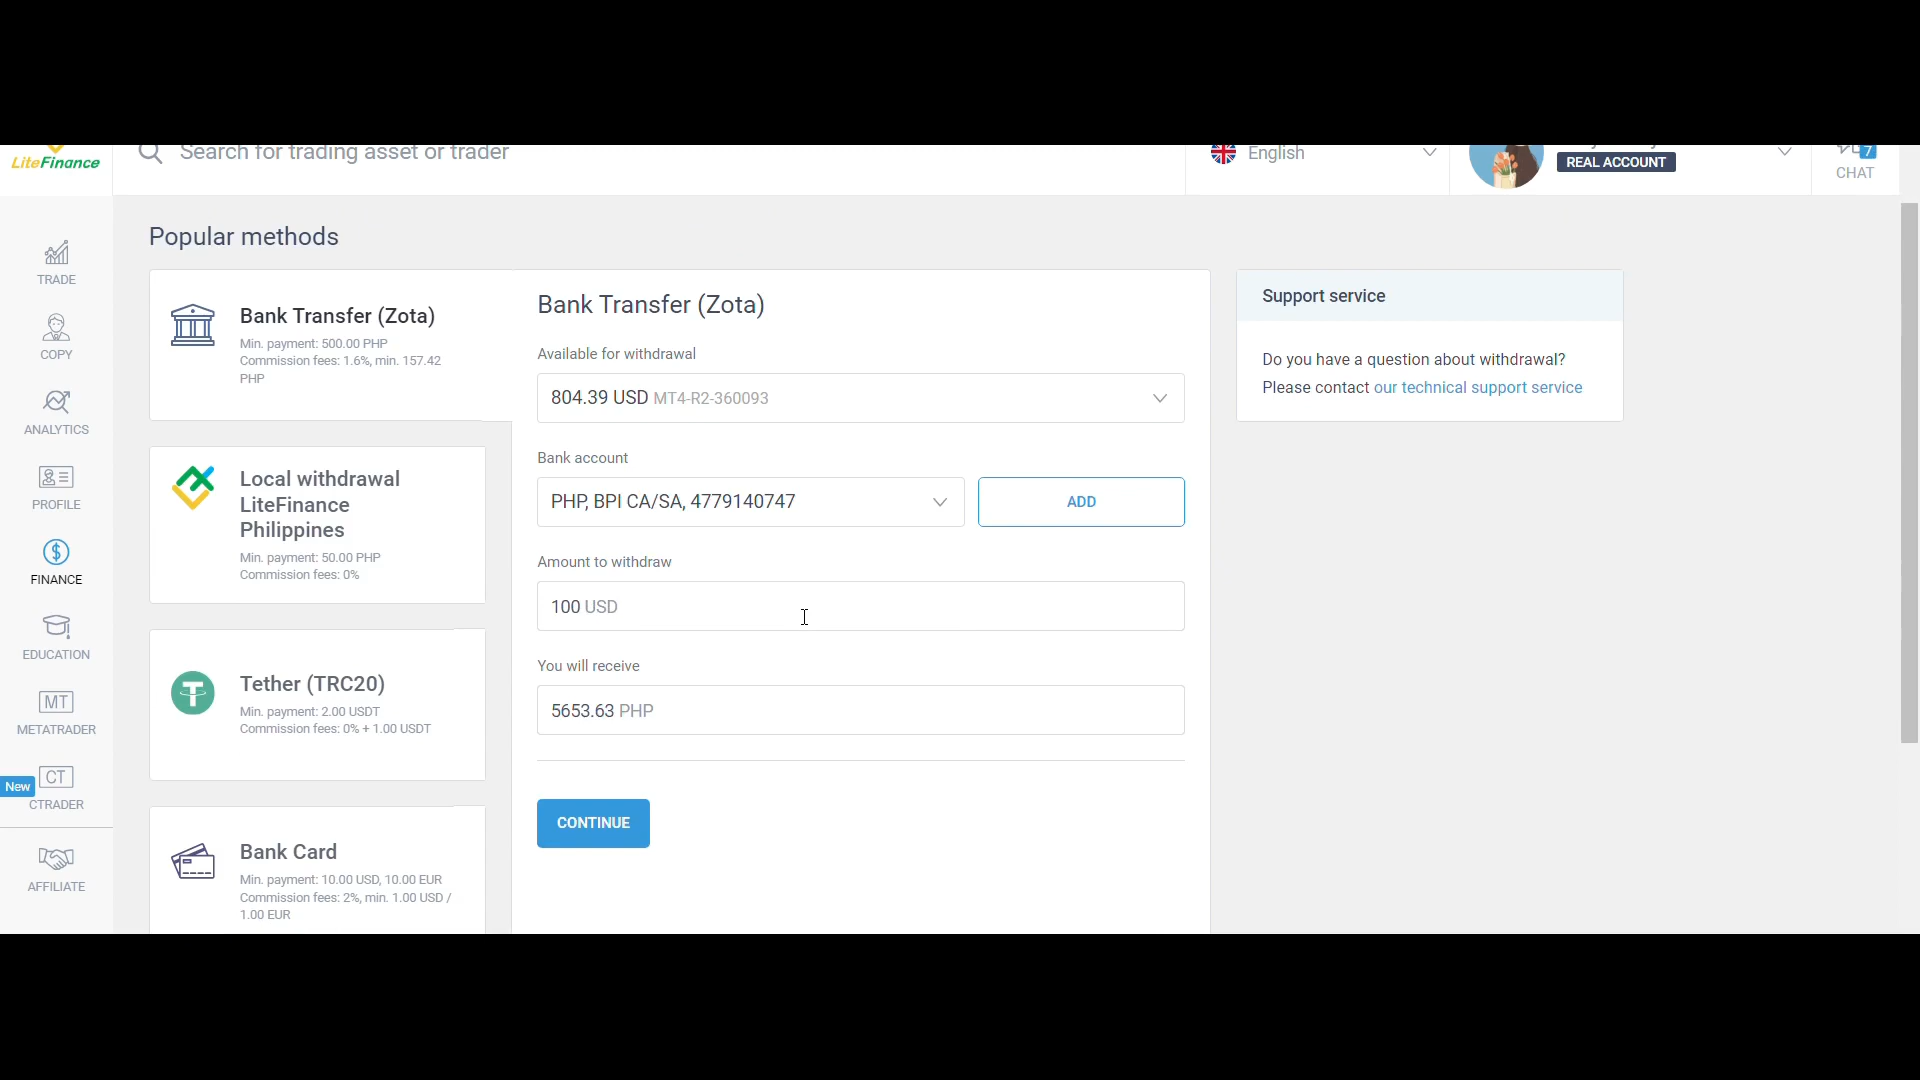 LiteFinance
Search for trading asset or trader
English
REAL ACCOUNT
7
CHAT
TRADE
COPY
ANALYTICS
PROFILE
FINANCE
EDUCATION
MT
METATRADER
New
CT
CTRADER
AFFILIATE
Popular methods
Bank Transfer (Zota)
Min. payment: 500.00 PHP
Commission fees: 1.6%, min. 157.42
PHP
Local withdrawal
LiteFinance
Philippines
Min. payment: 50.00 PHP
Commission fees: 0%
Tether (TRC20)
Min. payment: 2.00 USDT
Commission fees: 0% + 1.00 USDT
Bank Card
Min. payment: 10.00 USD, 10.00 EUR
Commission fees: 2%, min. 1.00 USD /
1.00 EUR
Bank Transfer (Zota)
Available for withdrawal
804.39 USD MT4-R2-360093
Bank account
PHP, BPI CA/SA, 4779140747
ADD
Amount to withdraw
100 USD
You will receive
5653.63 PHP
CONTINUE
Support service
Do you have a question about withdrawal?
Please contact our technical support service